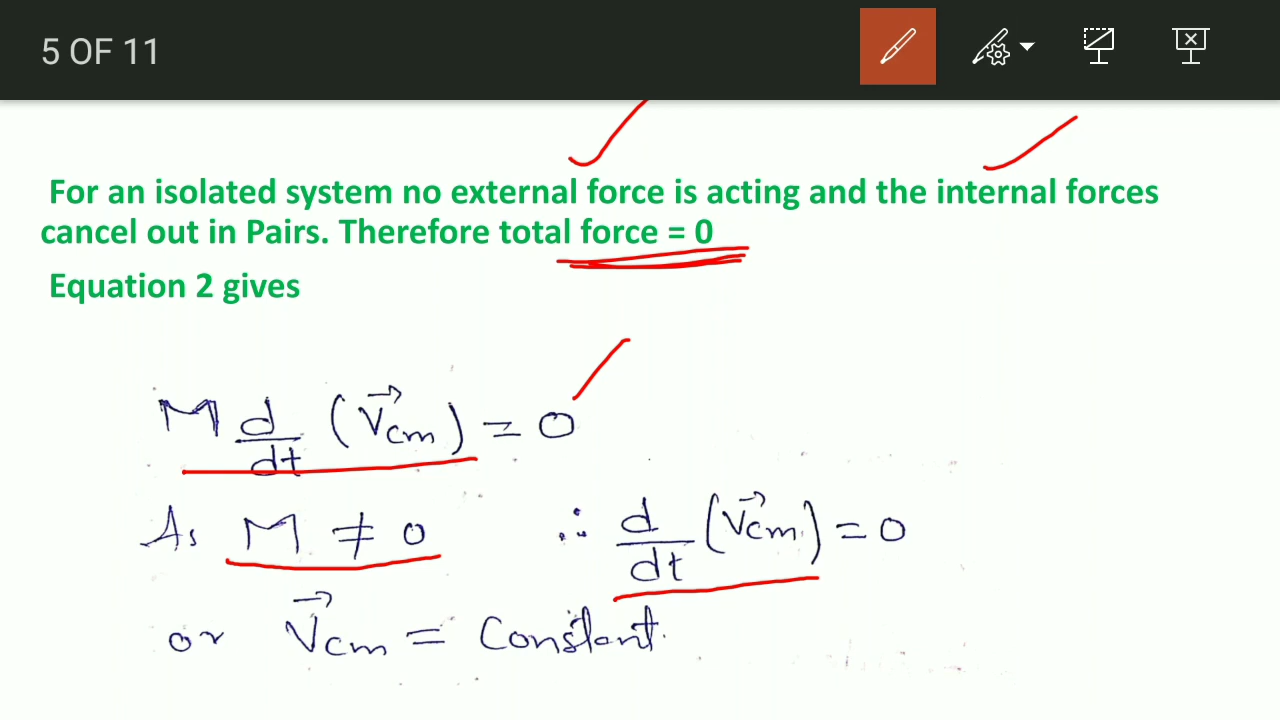 5 OF 11
For an isolated system no external force is acting and the internal forces
cancel out in Pairs. Therefore total force = 0
Equation 2 gives
M d/dt (V⃗cm) = 0
As M ≠ 0 ∴ d/dt (V⃗cm) = 0
or V⃗cm = Constant.